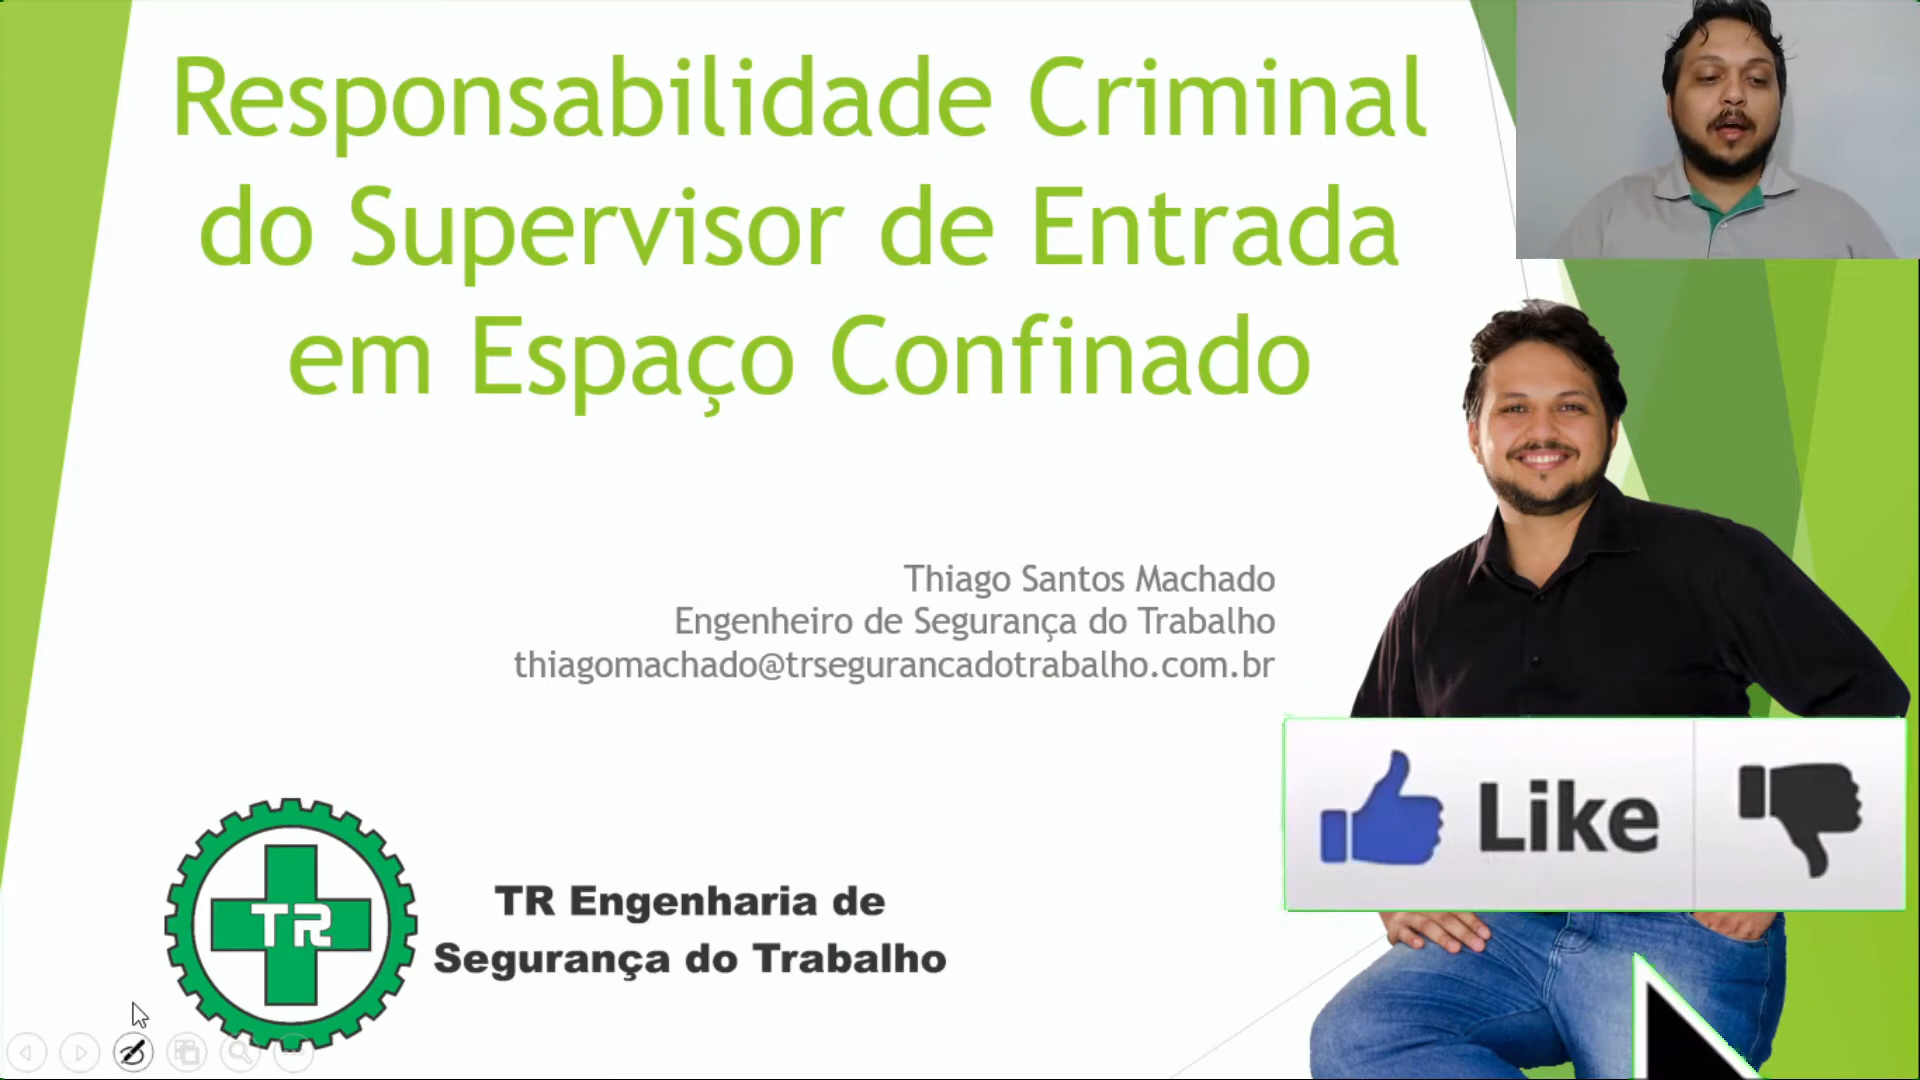 Responsabilidade Criminal
do Supervisor de Entrada
em Espaço Confinado
Thiago Santos Machado
Engenheiro de Segurança do Trabalho
thiagomachado@trsegurancadotrabalho.com.br
Like
TR
TR Engenharia de
Segurança do Trabalho